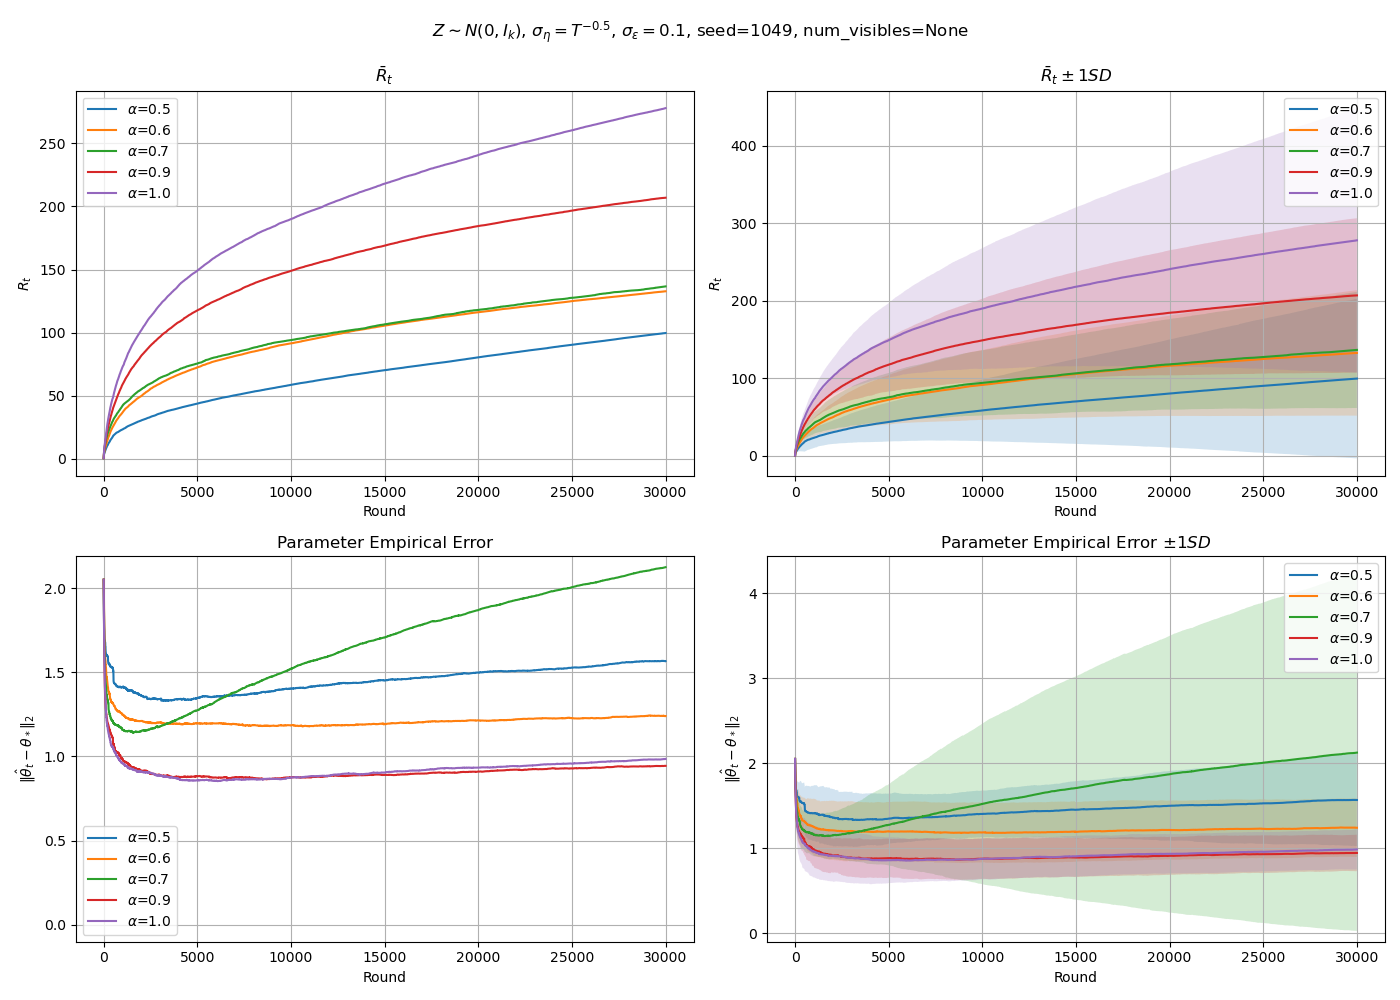 Z ∼ N(0, I_k), σ_η = T^{-0.5}, σ_ε = 0.1, seed=1049, num_visibles=None
R̄_t
R_t
250
200
150
100
50
0
α=0.5
α=0.6
α=0.7
α=0.9
α=1.0
0 5000 10000 15000 20000 25000 30000
Round
R̄_t ± 1SD
R_t
400
300
200
100
0
α=0.5
α=0.6
α=0.7
α=0.9
α=1.0
0 5000 10000 15000 20000 25000 30000
Round
Parameter Empirical Error
‖θ̂_t − θ_*‖_2
2.0
1.5
1.0
0.5
0.0
α=0.5
α=0.6
α=0.7
α=0.9
α=1.0
0 5000 10000 15000 20000 25000 30000
Round
Parameter Empirical Error ±1SD
‖θ̂_t − θ_*‖_2
4
3
2
1
0
α=0.5
α=0.6
α=0.7
α=0.9
α=1.0
0 5000 10000 15000 20000 25000 30000
Round